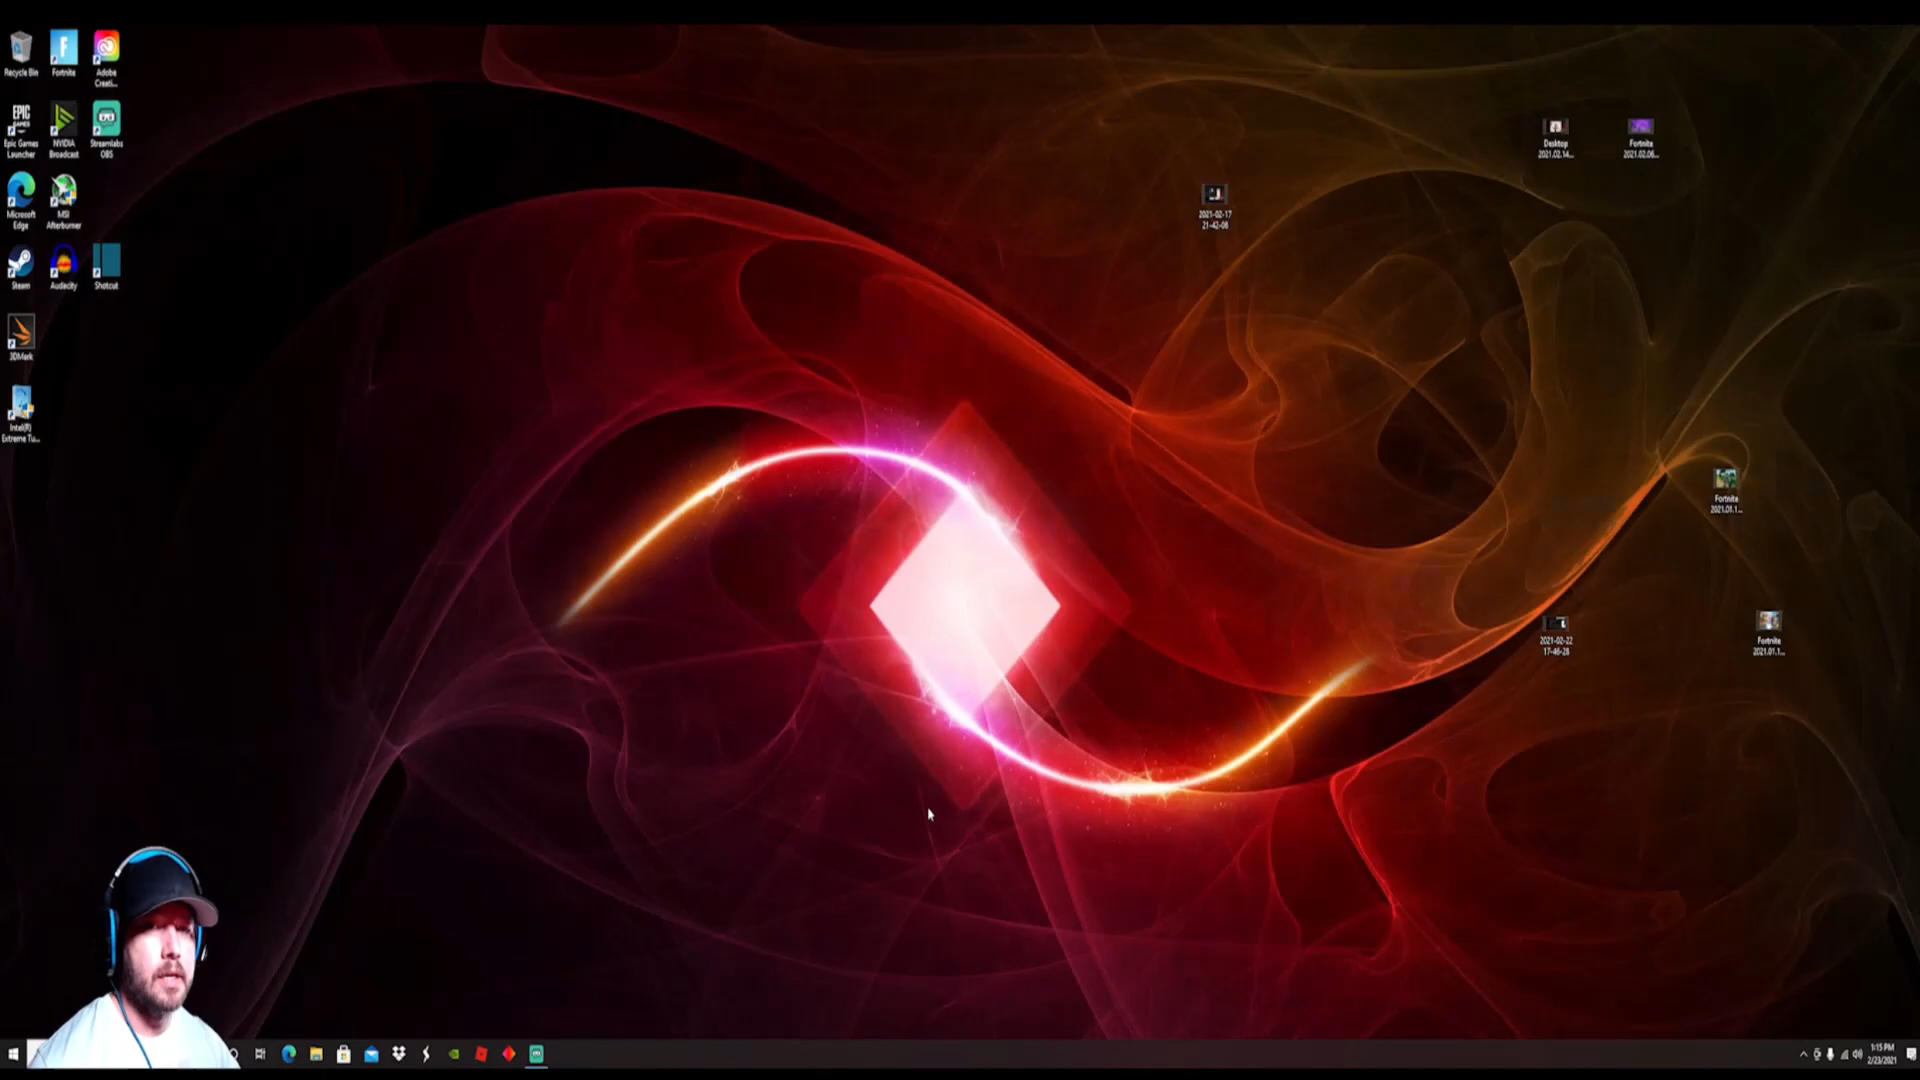 Recycle Bin
Fortnite
Adobe
Creati...
EPIC
GAMES
Epic Games
Launcher
NVIDIA
Broadcast
Streamlabs
OBS
Microsoft
Edge
MSI
Afterburner
Steam
Audacity
Shotcut
3DMark
Intel(R)
Extreme Tu...
Desktop
2021.02.14...
Fortnite
2021.02.06...
2021-02-17
21-42-06
Fortnite
2021.01.1...
2021-02-22
17-46-28
Fortnite
2021.01.1...
1:15 PM
2/23/2021